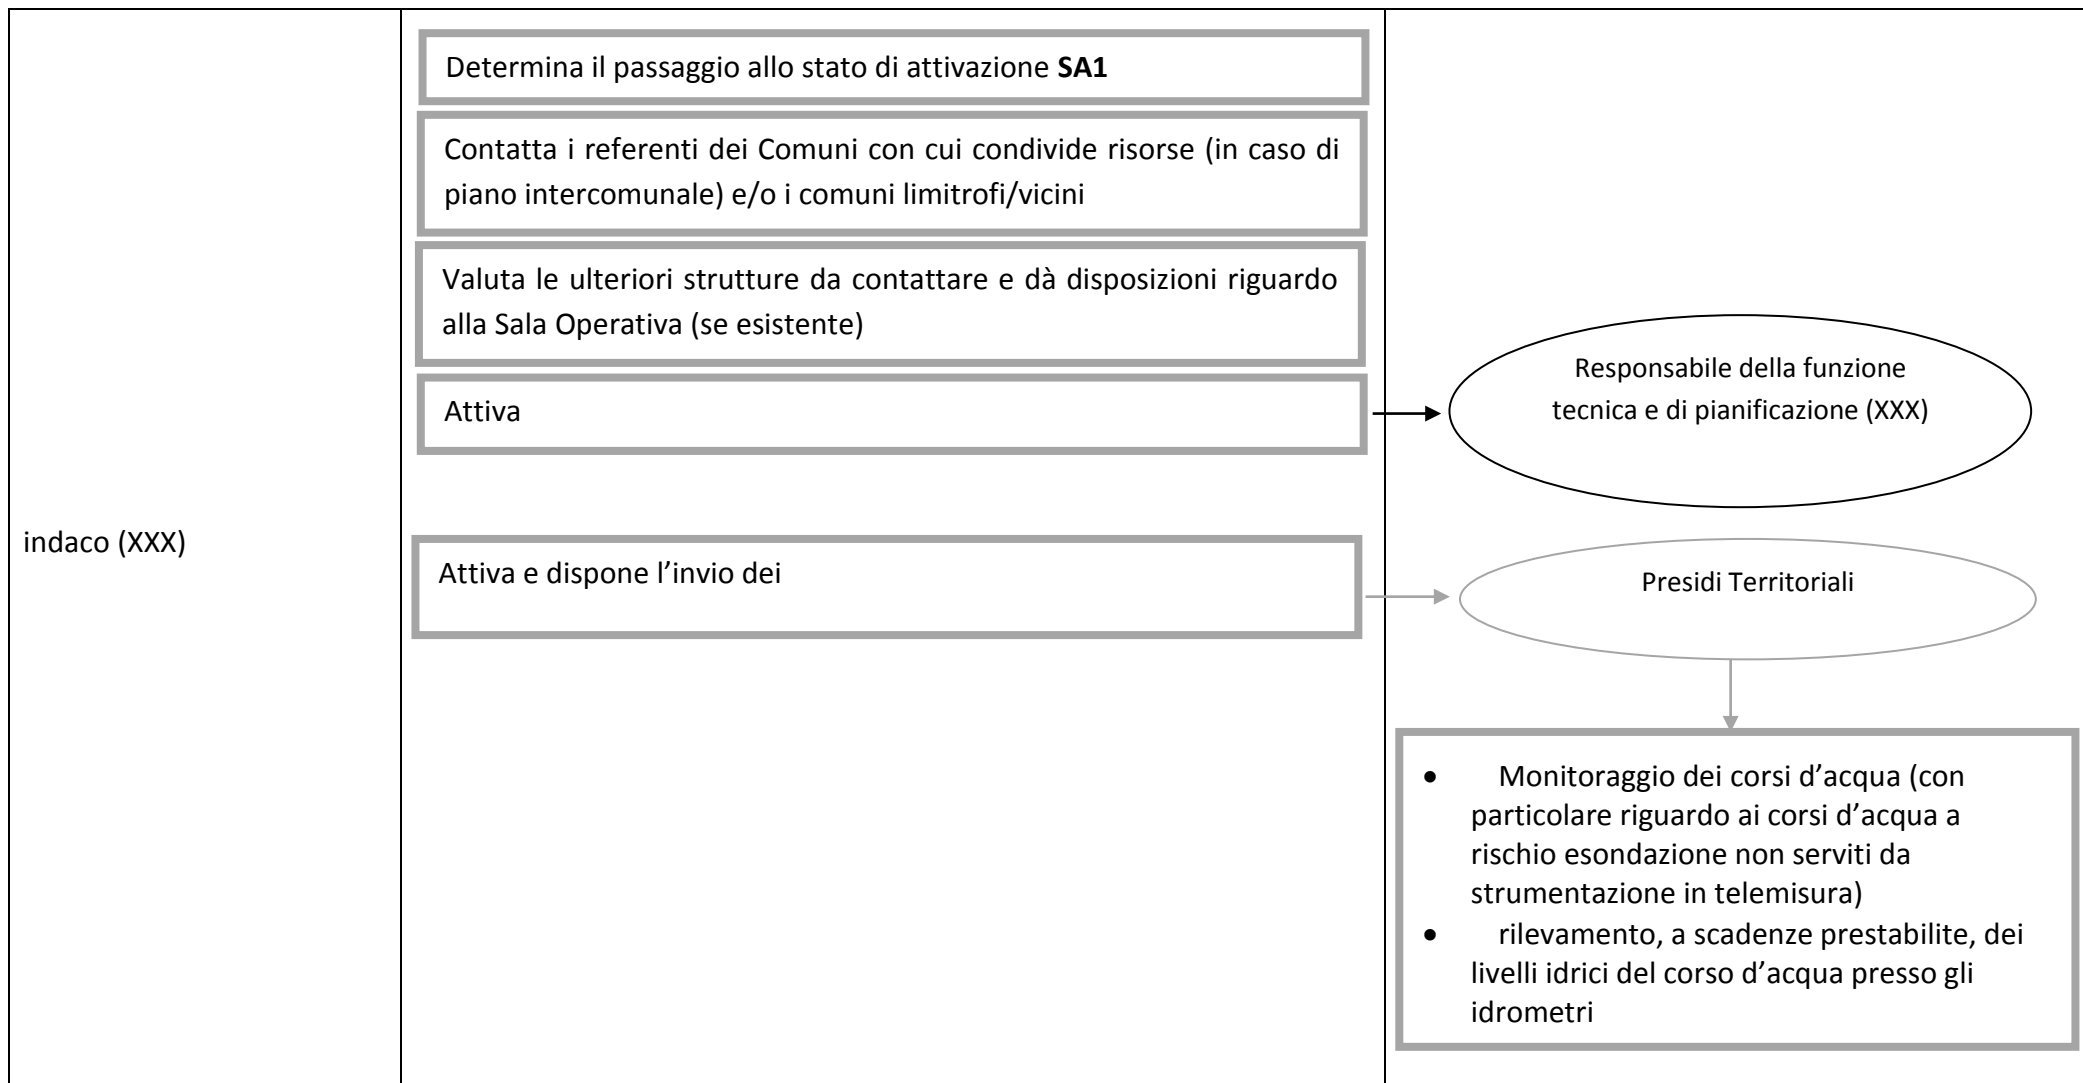 indaco (XXX)
Determina il passaggio allo stato di attivazione SA1
Contatta i referenti dei Comuni con cui condivide risorse (in caso di
piano intercomunale) e/o i comuni limitrofi/vicini
Valuta le ulteriori strutture da contattare e dà disposizioni riguardo
alla Sala Operativa (se esistente)
Attiva
Responsabile della funzione
tecnica e di pianificazione (XXX)
Attiva e dispone l’invio dei
Presidi Territoriali
• Monitoraggio dei corsi d’acqua (con
particolare riguardo ai corsi d’acqua a
rischio esondazione non serviti da
strumentazione in telemisura)
• rilevamento, a scadenze prestabilite, dei
livelli idrici del corso d’acqua presso gli
idrometri